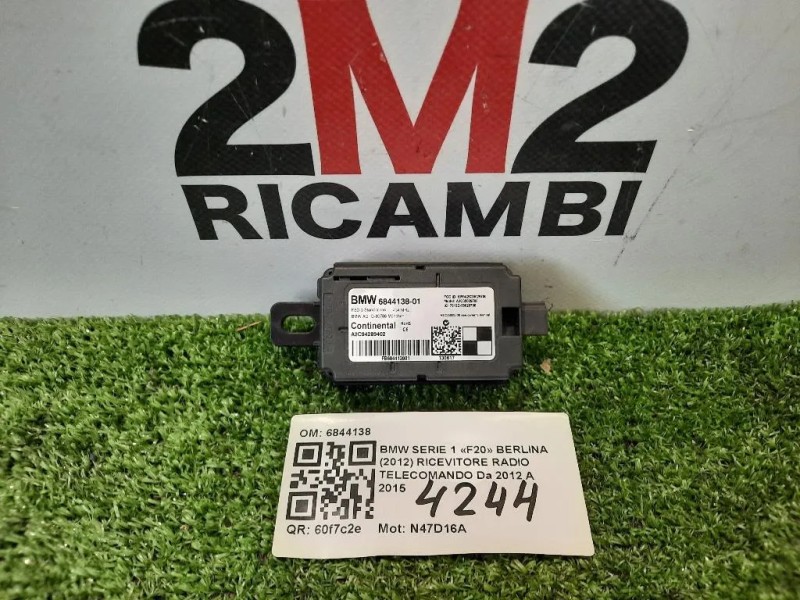 2M2
RICAMBI
BMW 6844138-01
Continental
A2C94289402
OM: 6844138
BMW SERIE 1 «F20» BERLINA
(2012) RICEVITORE RADIO
TELECOMANDO Da 2012 A
2015
4244
QR: 60f7c2e Mot: N47D16A